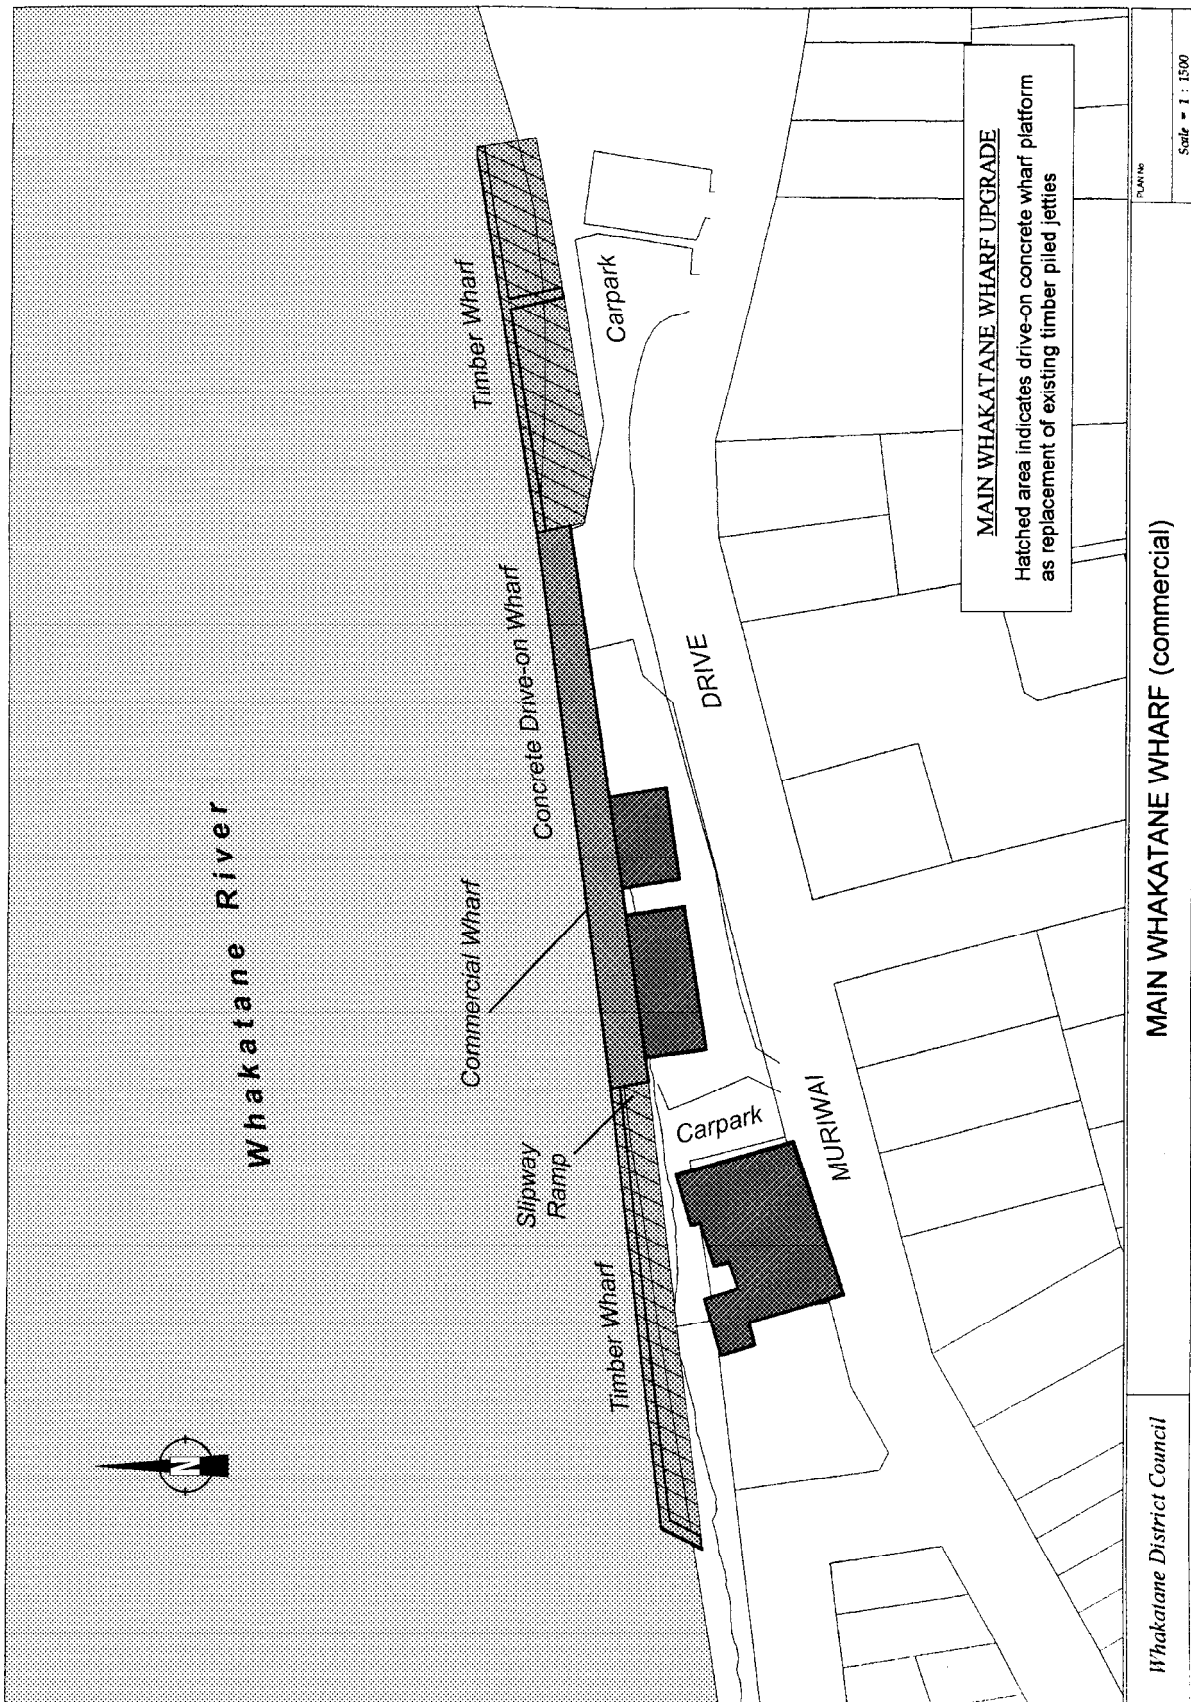 Whakatane River
N
Timber Wharf
Concrete Drive-on Wharf
Commercial Wharf
Slipway
Ramp
Timber Wharf
Carpark
Carpark
MURIWAI
DRIVE
MAIN WHAKATANE WHARF UPGRADE
Hatched area indicates drive-on concrete wharf platform
as replacement of existing timber piled jetties
Whakatane District Council
MAIN WHAKATANE WHARF (commercial)
PLAN No
Scale = 1 : 1500